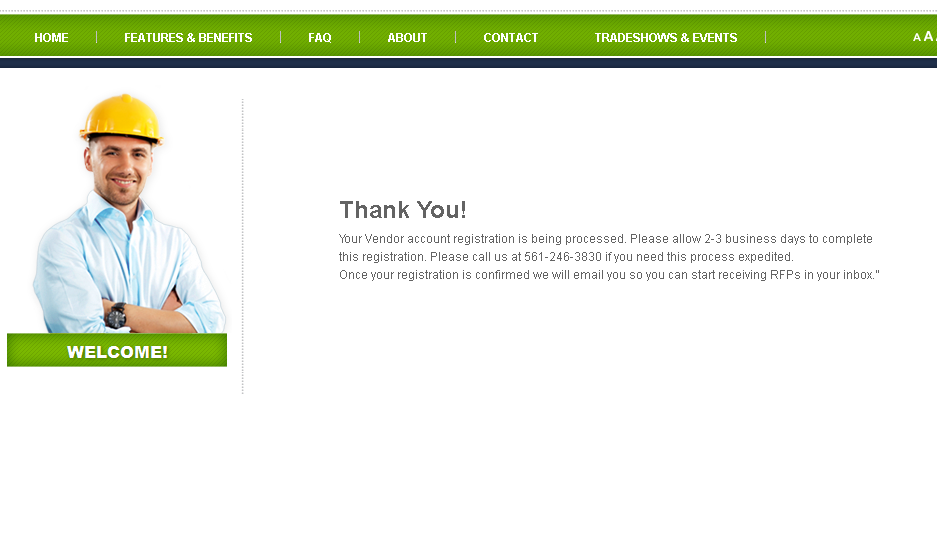 HOME FEATURES & BENEFITS FAQ ABOUT CONTACT TRADESHOWS & EVENTS A A
Thank You!
Your Vendor account registration is being processed. Please allow 2-3 business days to complete
this registration. Please call us at 561-246-3830 if you need this process expedited.
Once your registration is confirmed we will email you so you can start receiving RFPs in your inbox."
WELCOME!